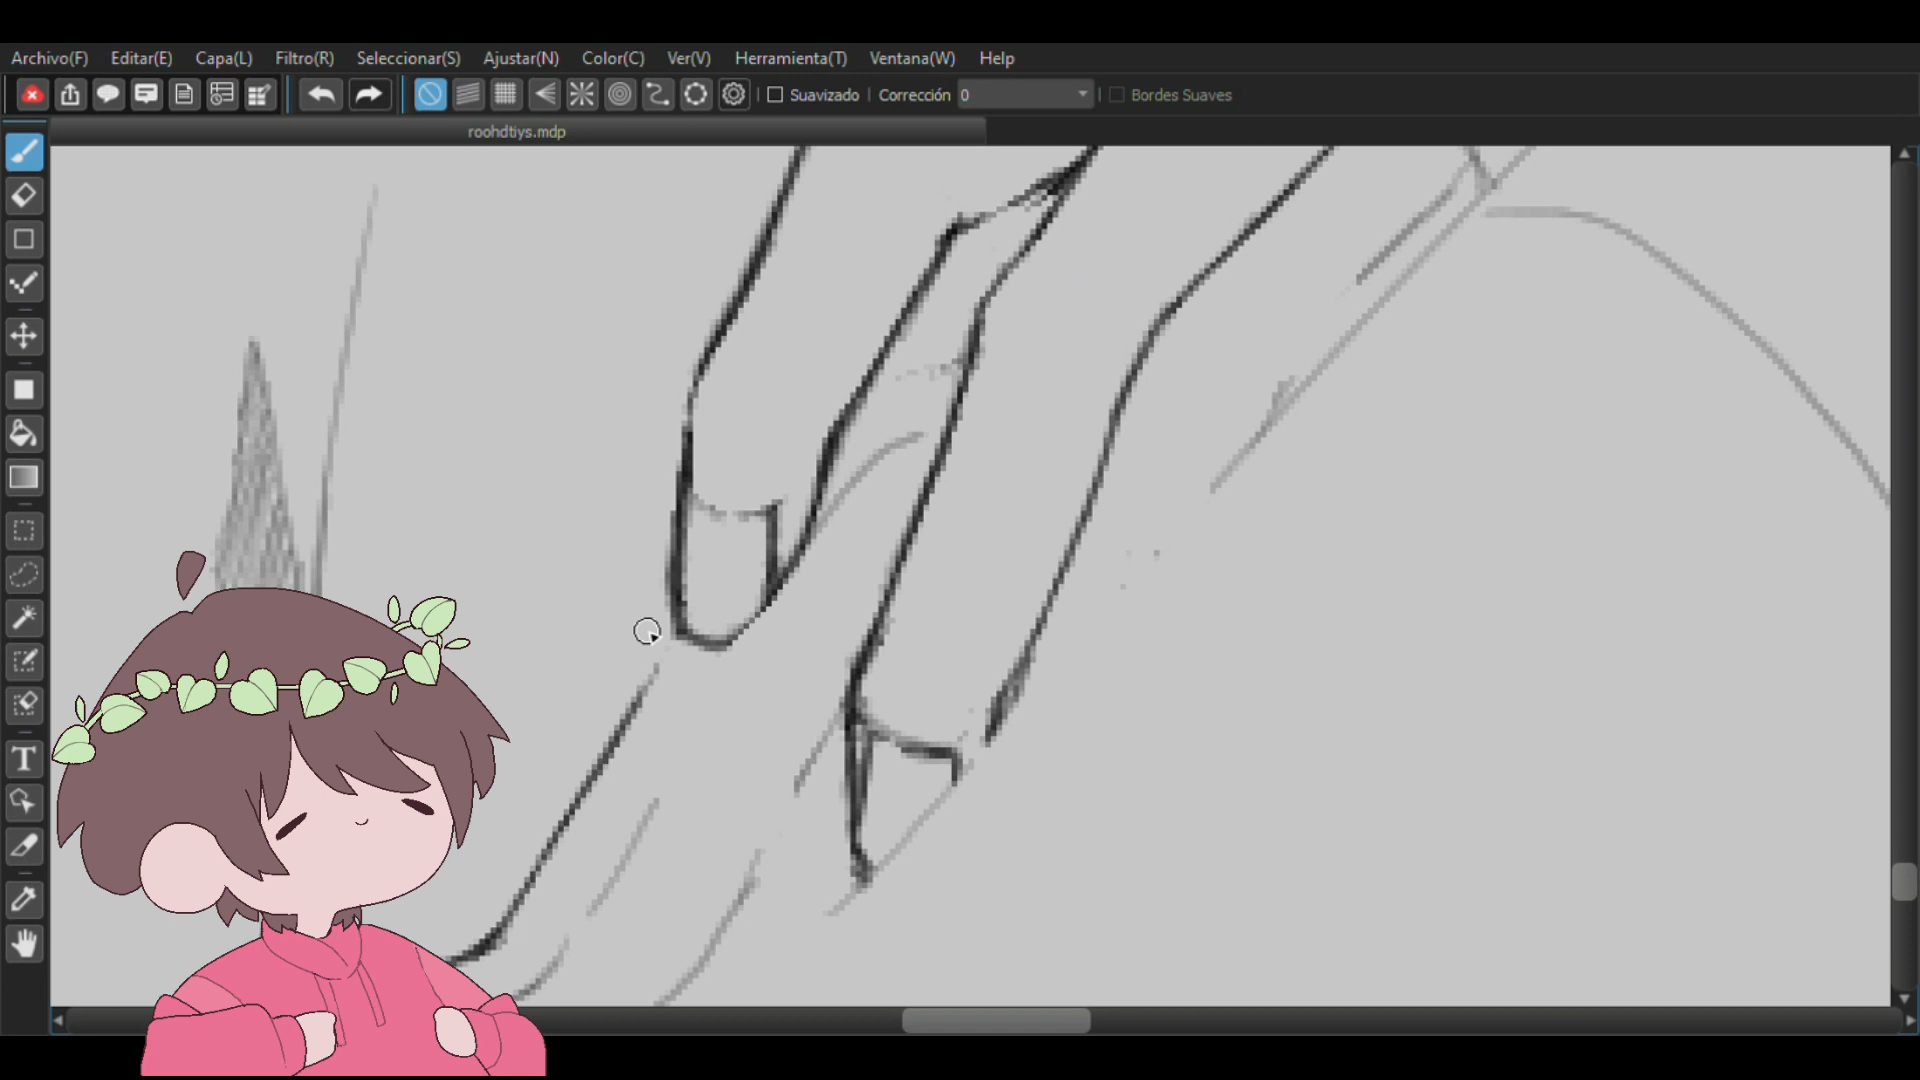 Archivo(F) Editar(E) Capa(L) Filtro(R) Seleccionar(S) Ajustar(N) Color(C) Ver(V) Herramienta(T) Ventana(W) Help
Suavizado Corrección 0 Bordes Suaves
roohdtiys.mdp
T